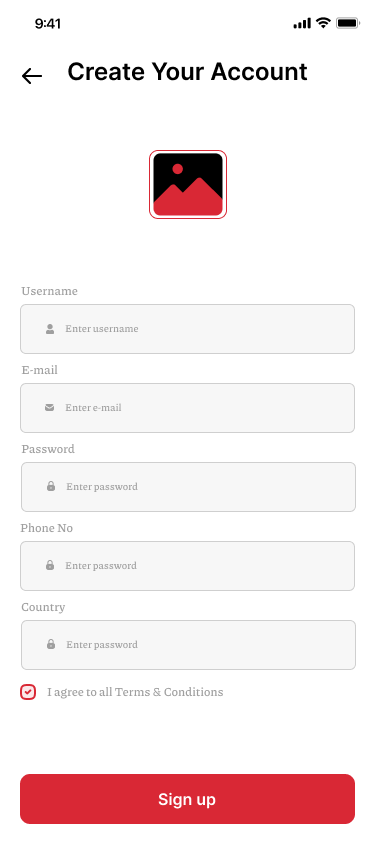 9:41
Create Your Account
Username
Enter username
E-mail
Enter e-mail
Password
Enter password
Phone No
Enter password
Country
Enter password
I agree to all Terms & Conditions
Sign up